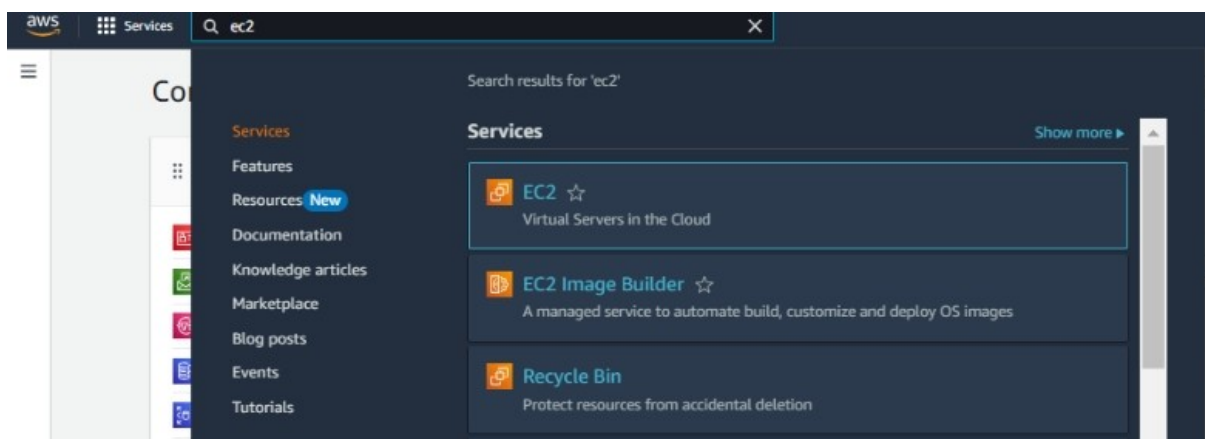 aws
Services
ec2
Search results for 'ec2'
Services
Services
Show more
Features
Resources New
Documentation
Knowledge articles
Marketplace
Blog posts
Events
Tutorials
EC2
Virtual Servers in the Cloud
EC2 Image Builder
A managed service to automate build, customize and deploy OS images
Recycle Bin
Protect resources from accidental deletion